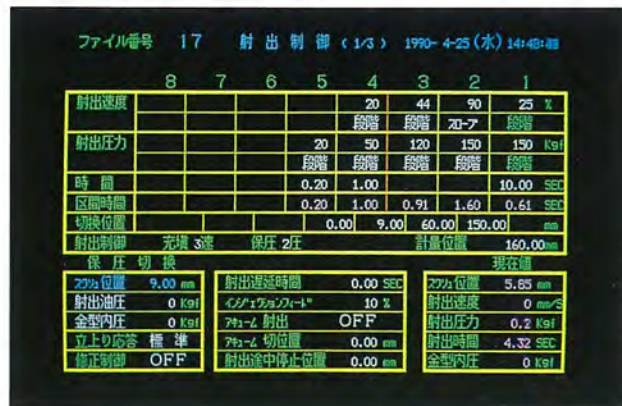 ファイル番号 17 射出制御 (1/3) 1990- 4-25 (水) 14:48:
8 7 6 5 4 3 2 1
射出速度 20 44 90 25 %
段階 段階 スロープ 段階
射出圧力 20 50 120 150 150 Kgf
段階 段階 段階 段階 段階
時間 0.20 1.00 10.00 SEC
区間時間 0.20 1.00 0.91 1.60 0.61 SEC
切換位置 0.00 9.00 60.00 150.00 mm
射出制御 充填 3速 保圧 2圧 計量位置 160.00mm
保圧切換 現在値
スクリュ位置 9.00 mm 射出遅延時間 0.00 SEC スクリュ位置 5.85 mm
射出油圧 0 Kgf インジェクションフィード 10 % 射出速度 0 mm/S
金型内圧 0 Kgf アキューム 射出 OFF 射出圧力 0.2 Kgf
立上り応答 標準 アキューム 切位置 0.00 mm 射出時間 4.32 SEC
修正制御 OFF 射出途中停止位置 0.00 mm 金型内圧 0 Kgf